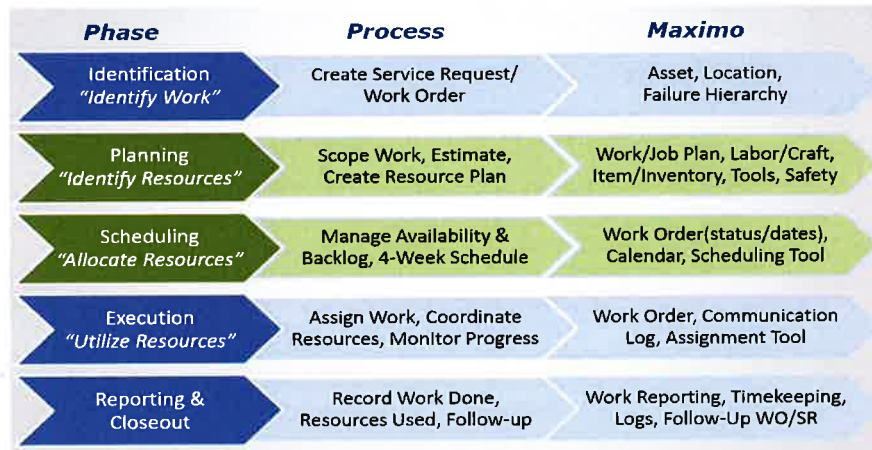 Phase Process Maximo
Identification
"Identify Work"
Create Service Request/
Work Order
Asset, Location,
Failure Hierarchy
Planning
"Identify Resources"
Scope Work, Estimate,
Create Resource Plan
Work/Job Plan, Labor/Craft,
Item/Inventory, Tools, Safety
Scheduling
"Allocate Resources"
Manage Availability &
Backlog, 4-Week Schedule
Work Order(status/dates),
Calendar, Scheduling Tool
Execution
"Utilize Resources"
Assign Work, Coordinate
Resources, Monitor Progress
Work Order, Communication
Log, Assignment Tool
Reporting &
Closeout
Record Work Done,
Resources Used, Follow-up
Work Reporting, Timekeeping,
Logs, Follow-Up WO/SR